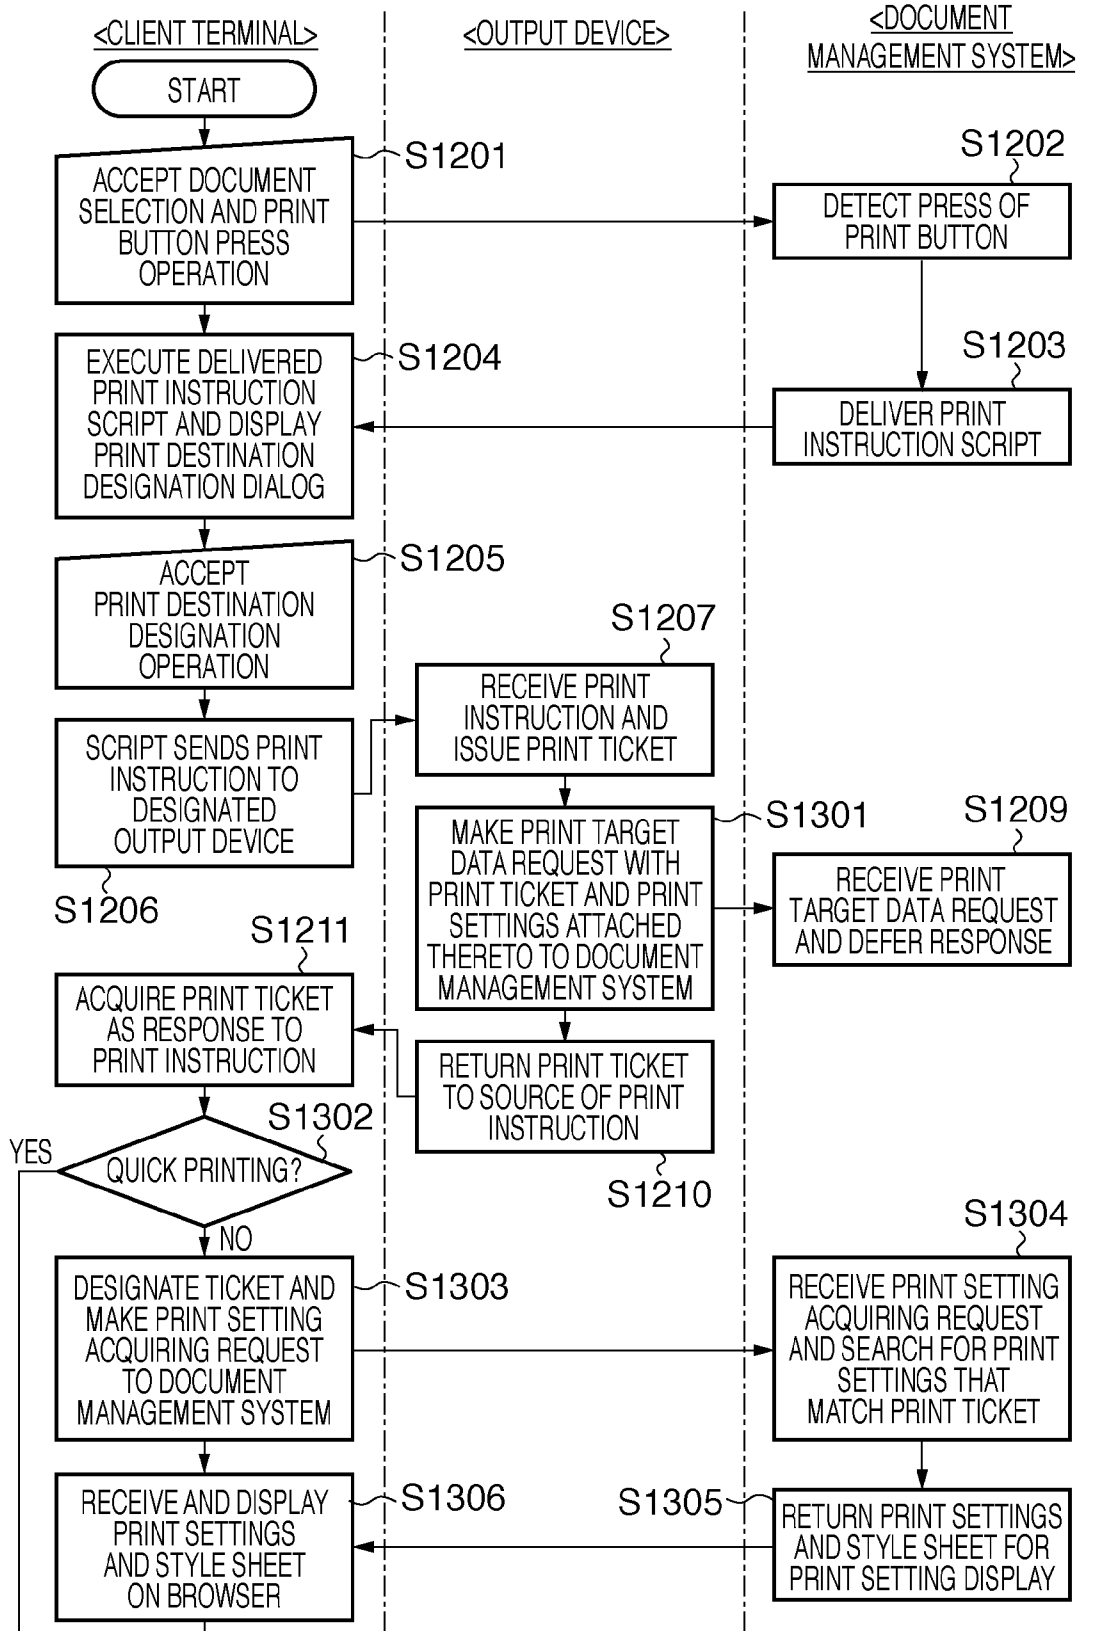 <CLIENT TERMINAL>
<OUTPUT DEVICE>
<DOCUMENT
MANAGEMENT SYSTEM>
START
S1201
ACCEPT DOCUMENT
SELECTION AND PRINT
BUTTON PRESS
OPERATION
S1202
DETECT PRESS OF
PRINT BUTTON
S1203
DELIVER PRINT
INSTRUCTION SCRIPT
S1204
EXECUTE DELIVERED
PRINT INSTRUCTION
SCRIPT AND DISPLAY
PRINT DESTINATION
DESIGNATION DIALOG
S1205
ACCEPT
PRINT DESTINATION
DESIGNATION
OPERATION
SCRIPT SENDS PRINT
INSTRUCTION TO
DESIGNATED
OUTPUT DEVICE
S1206
S1207
RECEIVE PRINT
INSTRUCTION AND
ISSUE PRINT TICKET
S1301
MAKE PRINT TARGET
DATA REQUEST WITH
PRINT TICKET AND PRINT
SETTINGS ATTACHED
THERETO TO DOCUMENT
MANAGEMENT SYSTEM
S1209
RECEIVE PRINT
TARGET DATA REQUEST
AND DEFER RESPONSE
RETURN PRINT TICKET
TO SOURCE OF PRINT
INSTRUCTION
S1210
S1211
ACQUIRE PRINT TICKET
AS RESPONSE TO
PRINT INSTRUCTION
S1302
YES
QUICK PRINTING?
NO
S1303
DESIGNATE TICKET AND
MAKE PRINT SETTING
ACQUIRING REQUEST
TO DOCUMENT
MANAGEMENT SYSTEM
S1304
RECEIVE PRINT SETTING
ACQUIRING REQUEST
AND SEARCH FOR PRINT
SETTINGS THAT
MATCH PRINT TICKET
S1305
RETURN PRINT SETTINGS
AND STYLE SHEET FOR
PRINT SETTING DISPLAY
S1306
RECEIVE AND DISPLAY
PRINT SETTINGS
AND STYLE SHEET
ON BROWSER